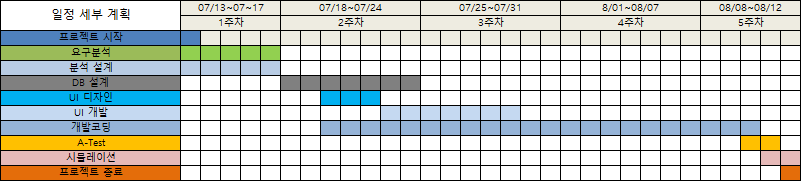 일정 세부 계획
07/13~07~17
07/18~07/24
07/25~07/31
8/01~08/07
08/08~08/12
1주차
2주차
3주차
4주차
5주차
프로젝트 시작
요구분석
분석 설계
DB 설계
UI 디자인
UI 개발
개발코딩
A-Test
시뮬레이션
프로젝트 종료